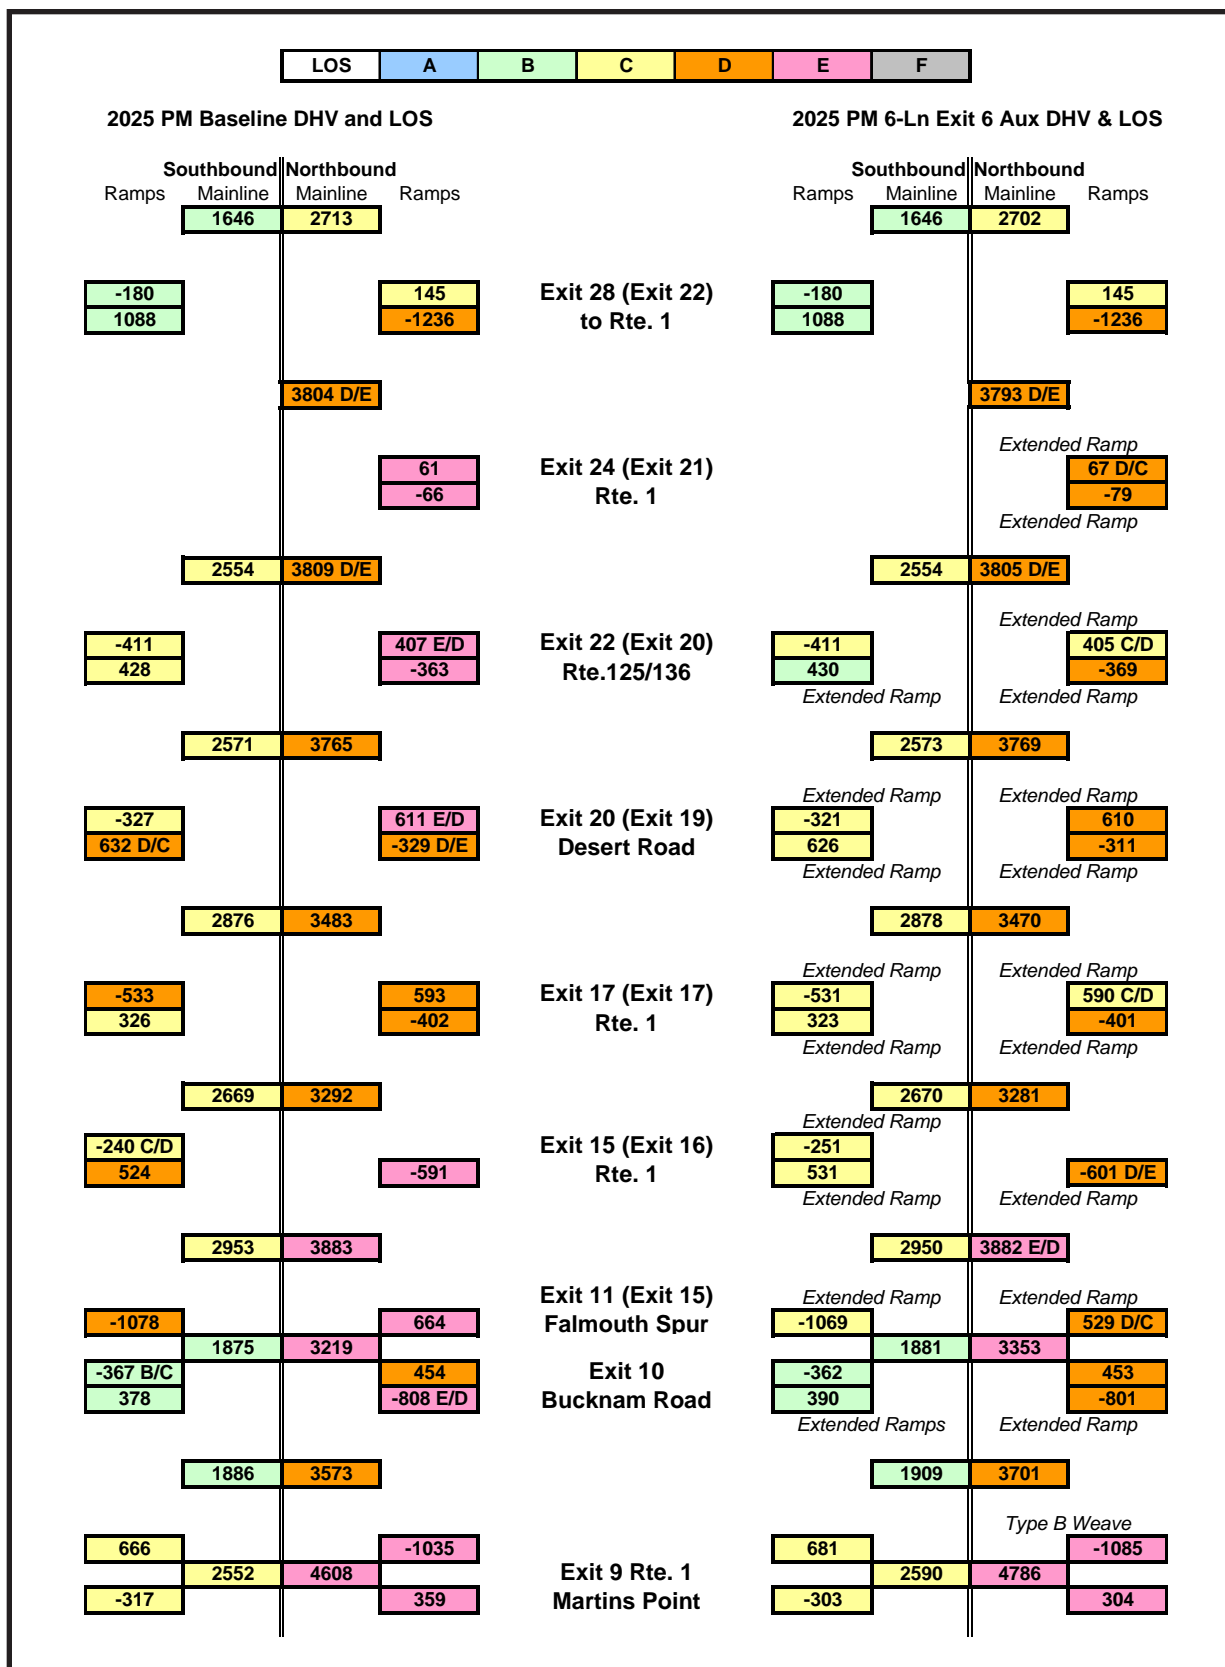 LOS A B C D E F
2025 PM Baseline DHV and LOS 2025 PM 6-Ln Exit 6 Aux DHV & LOS
Southbound Northbound Southbound Northbound
Ramps Mainline Mainline Ramps Ramps Mainline Mainline Ramps
1646 2713 1646 2702
-180 145 Exit 28 (Exit 22) -180 145
1088 -1236 to Rte. 1 1088 -1236
3804 D/E 3793 D/E
Extended Ramp
61 Exit 24 (Exit 21) 67 D/C
-66 Rte. 1 -79
Extended Ramp
2554 3809 D/E 2554 3805 D/E
Extended Ramp
-411 407 E/D Exit 22 (Exit 20) -411 405 C/D
428 -363 Rte.125/136 430 -369
Extended Ramp Extended Ramp
2571 3765 2573 3769
Extended Ramp Extended Ramp
-327 611 E/D Exit 20 (Exit 19) -321 610
632 D/C -329 D/E Desert Road 626 -311
Extended Ramp Extended Ramp
2876 3483 2878 3470
Extended Ramp Extended Ramp
-533 593 Exit 17 (Exit 17) -531 590 C/D
326 -402 Rte. 1 323 -401
Extended Ramp Extended Ramp
2669 3292 2670 3281
Extended Ramp
-240 C/D Exit 15 (Exit 16) -251
524 -591 Rte. 1 531 -601 D/E
Extended Ramp Extended Ramp
2953 3883 2950 3882 E/D
Exit 11 (Exit 15) Extended Ramp Extended Ramp
-1078 664 Falmouth Spur -1069 529 D/C
1875 3219 1881 3353
-367 B/C 454 Exit 10 -362 453
378 -808 E/D Bucknam Road 390 -801
Extended Ramps Extended Ramp
1886 3573 1909 3701
Type B Weave
666 -1035 681 -1085
2552 4608 Exit 9 Rte. 1 2590 4786
-317 359 Martins Point -303 304